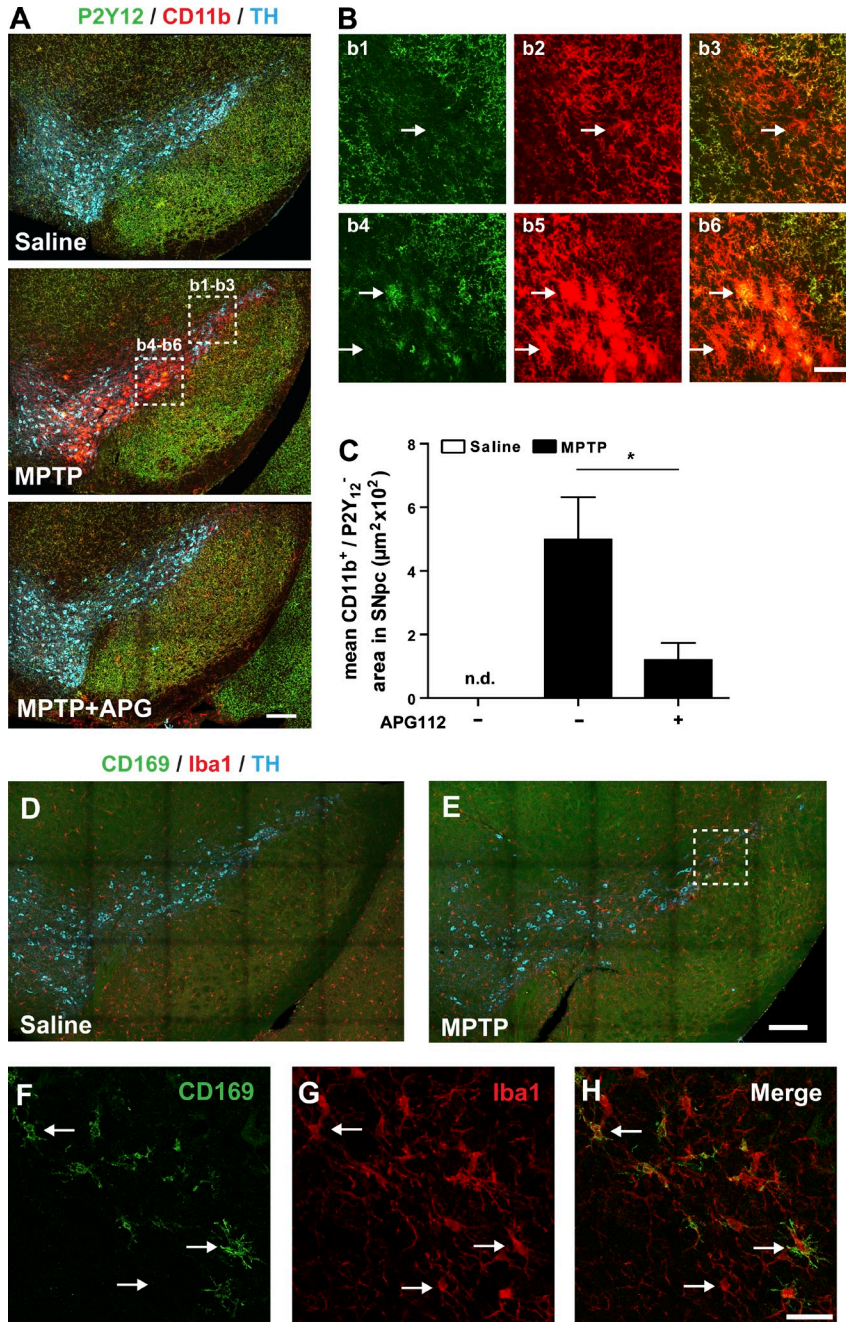 A
P2Y12 / CD11b / TH
Saline
b1-b3
b4-b6
MPTP
MPTP+APG
B
b1
b2
b3
b4
b5
b6
C
Saline MPTP
*
mean CD11b⁺ / P2Y₁₂⁻
area in SNpc (µm²x10²)
8
6
4
2
0
n.d.
APG112 – – +
CD169 / Iba1 / TH
D
Saline
E
MPTP
F CD169
G Iba1
H Merge